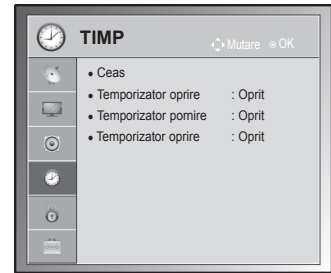 TIMP
Mutare OK
Ceas
Temporizator oprire : Oprit
Temporizator pornire : Oprit
Temporizator oprire : Oprit